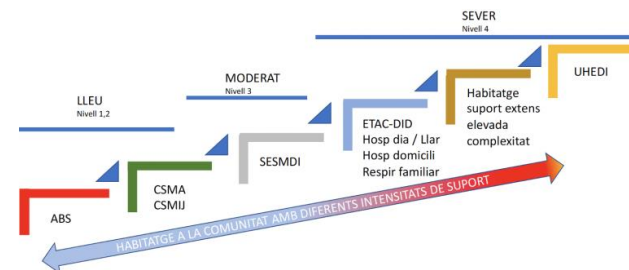 SEVER
Nivell 4
MODERAT
Nivell 3
LLEU
Nivell 1,2
UHEDI
Habitatge
suport extens
elevada
complexitat
ETAC-DID
Hosp dia / Llar
Hosp domicili
Respir familiar
SESMDI
CSMA
CSMIJ
ABS
HABITATGE A LA COMUNITAT AMB DIFERENTS INTENSITATS DE SUPORT